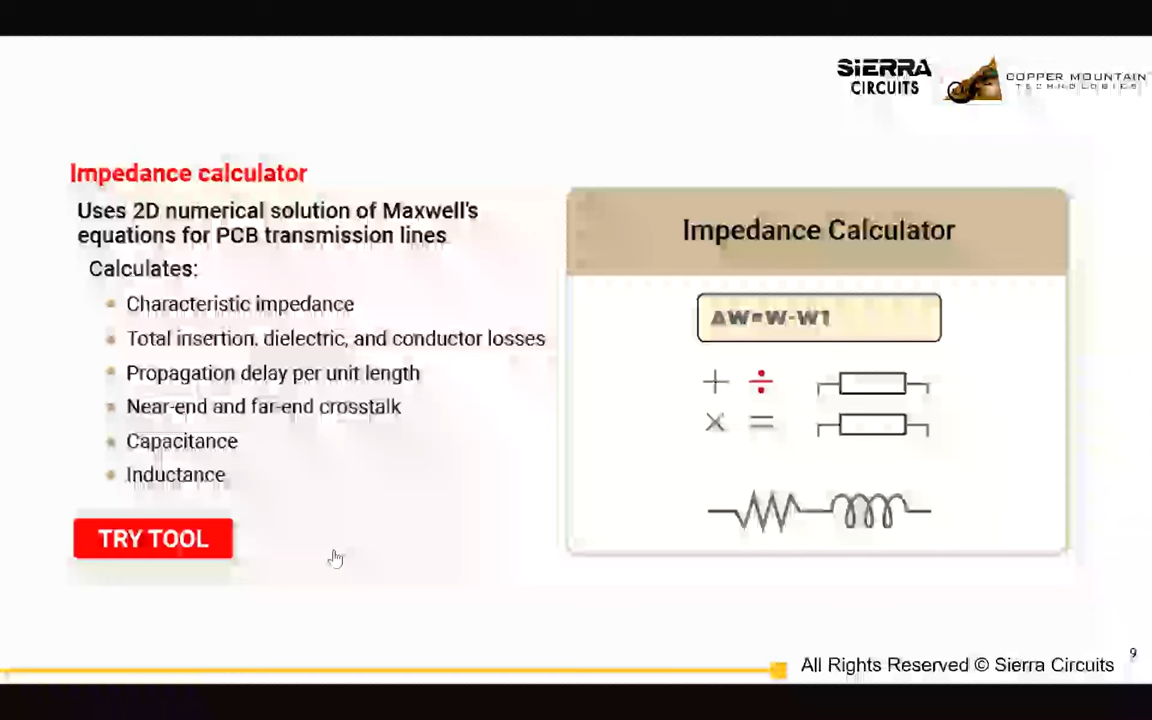 SIERRA
CIRCUITS
COPPER MOUNTAIN
TECHNOLOGIES
Impedance calculator
Uses 2D numerical solution of Maxwell's
equations for PCB transmission lines
Calculates:
Characteristic impedance
Total insertion, dielectric, and conductor losses
Propagation delay per unit length
Near-end and far-end crosstalk
Capacitance
Inductance
TRY TOOL
Impedance Calculator
ΔW=W-W1
+ ÷
× =
All Rights Reserved © Sierra Circuits
9